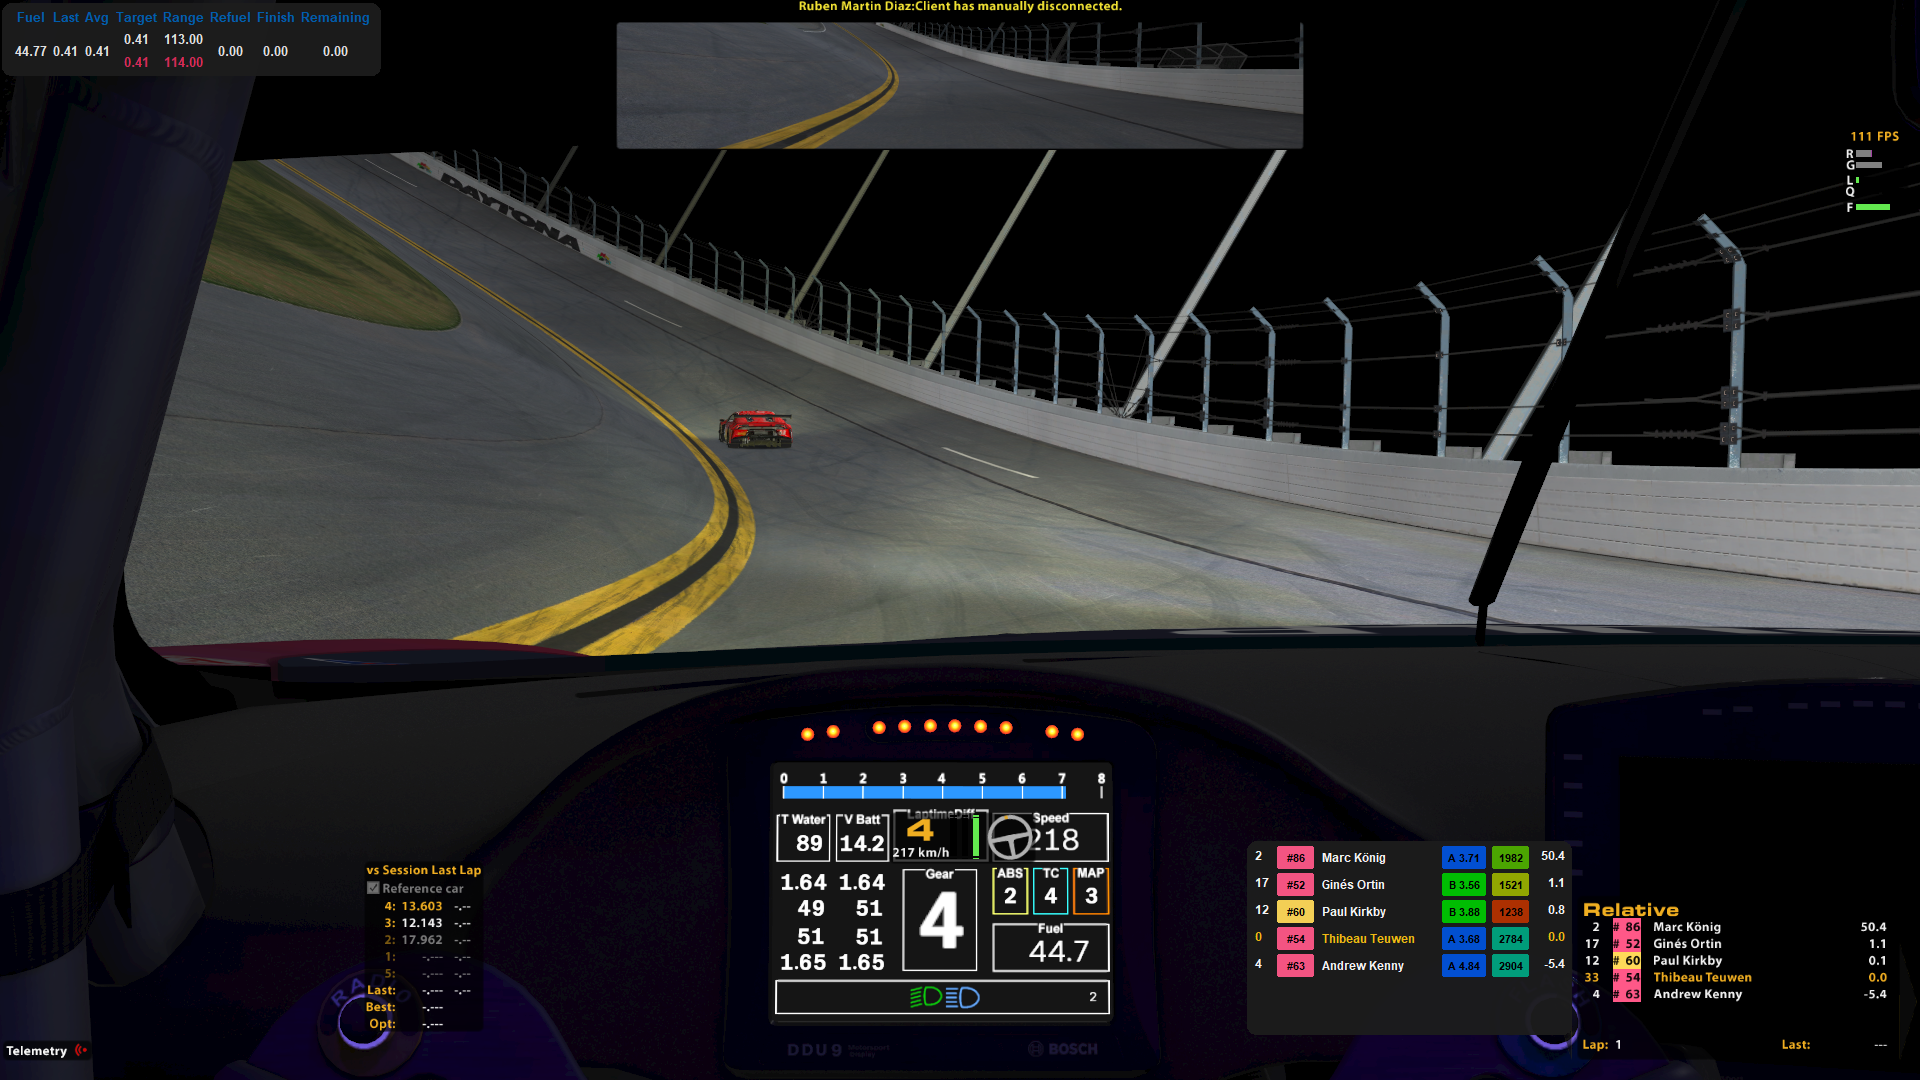 Ruben Martin Diaz:Client has manually disconnected.
Fuel Last Avg Target Range Refuel Finish Remaining
0.41 113.00
44.77 0.41 0.41 0.00 0.00 0.00
0.41 114.00
111 FPS
R
G
L
Q
F
DAYTONA
0 1 2 3 4 5 6 7 8
T Water V Batt LaptimeDiff Speed
89 14.2 4 218
217 km/h
Gear ABS TC MAP
1.64 1.64 4 2 4 3
49 51
51 51 Fuel
1.65 1.65 44.7
2
DDU 9 BOSCH
vs Session Last Lap
Reference car
4: 13.603 -.--
3: 12.143 -.--
2: 17.962 -.--
1: -.--- -.--
5: -.--- -.--
Last: -.--- -.--
Best: -.---
Opt: -.---
RADIO
Telemetry
2 #86 Marc König A 3.71 1982 50.4
17 #52 Ginés Ortin B 3.56 1521 1.1
12 #60 Paul Kirkby B 3.88 1238 0.8
0 #54 Thibeau Teuwen A 3.68 2784 0.0
4 #63 Andrew Kenny A 4.84 2904 -5.4
Relative
2 # 86 Marc König 50.4
17 # 52 Ginés Ortin 1.1
12 # 60 Paul Kirkby 0.1
33 # 54 Thibeau Teuwen 0.0
4 # 63 Andrew Kenny -5.4
Lap: 1 Last: ---